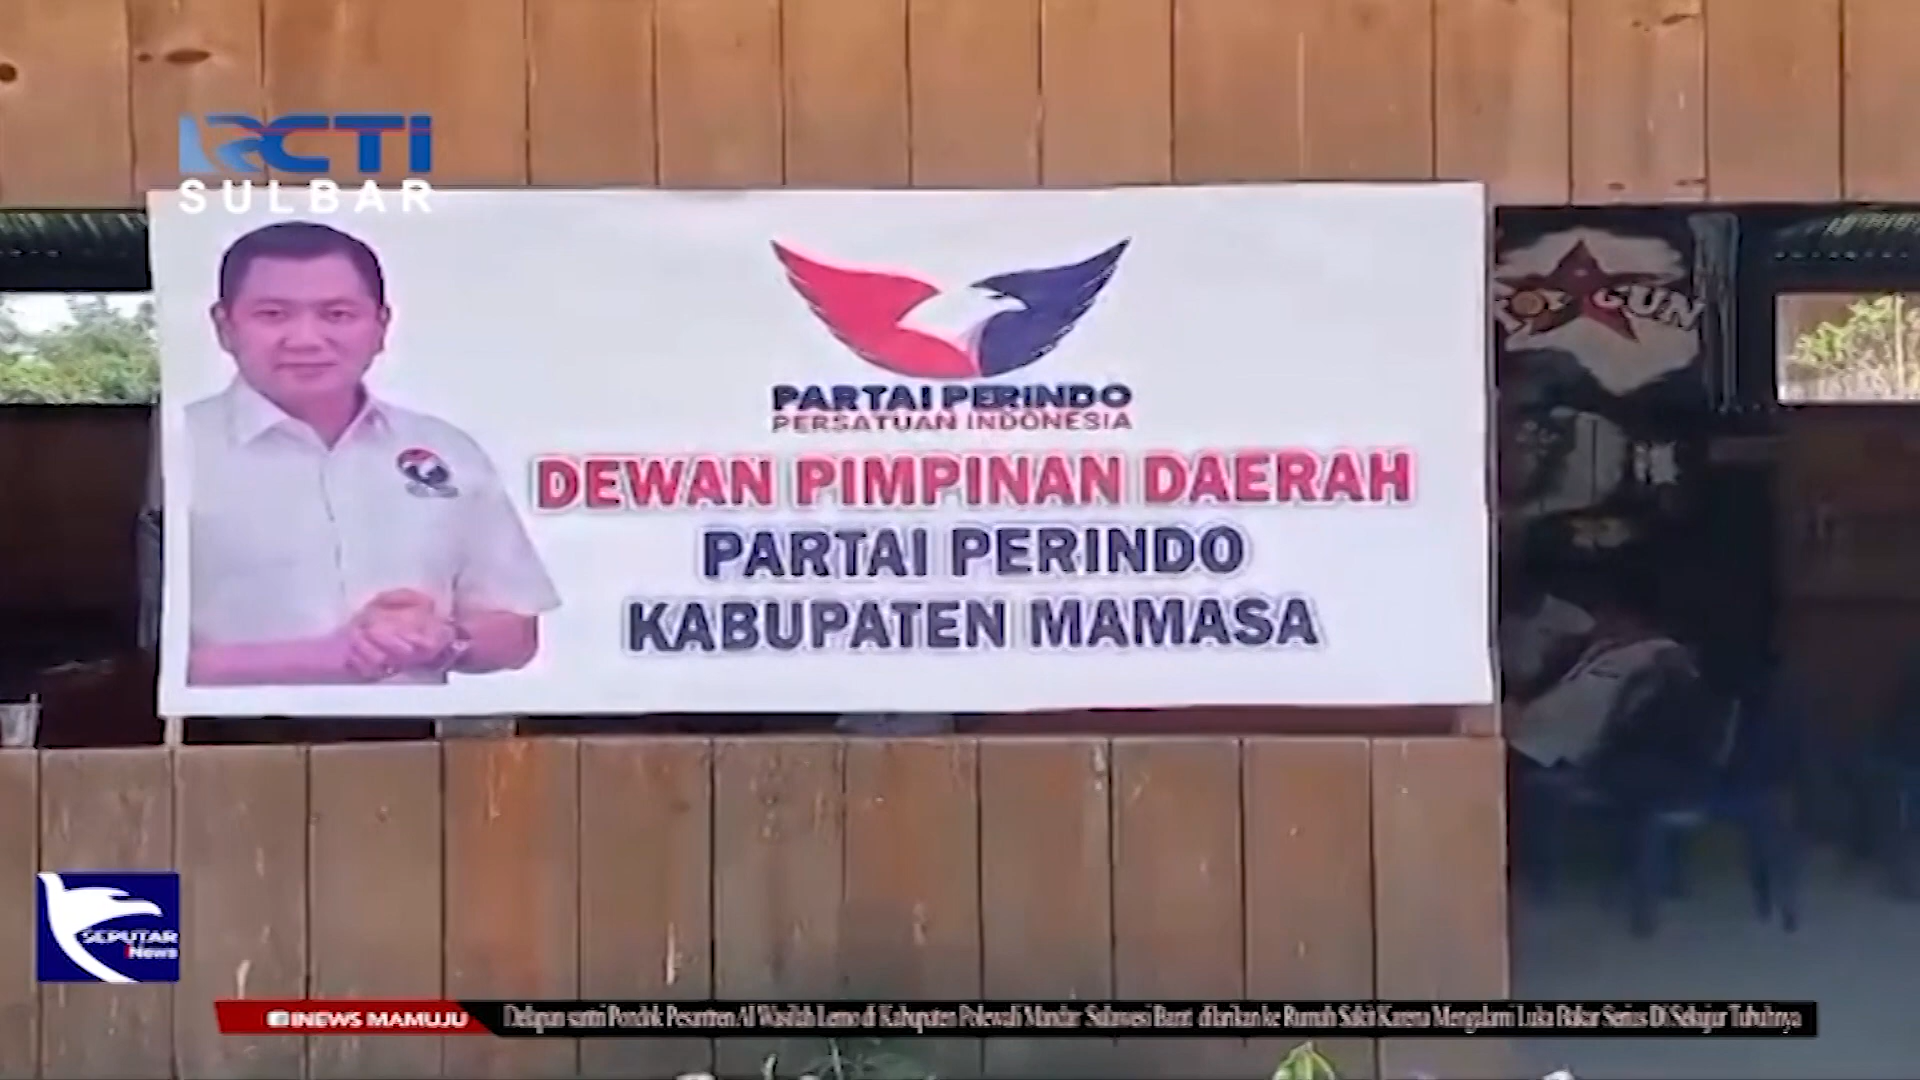 RCTI
SULBAR
PARTAI PERINDO
PERSATUAN INDONESIA
DEWAN PIMPINAN DAERAH
PARTAI PERINDO
KABUPATEN MAMASA
GUN
SEPUTAR
iNews
INEWS MAMUJU
Delapan santri Pondok Pesantren Al Wasilah Lemo di Kabupaten Polewali Mandar Sulawesi Barat dilarikan ke Rumah Sakit Karena Mengalami Luka Bakar Serius Di Sekujur Tubuhnya